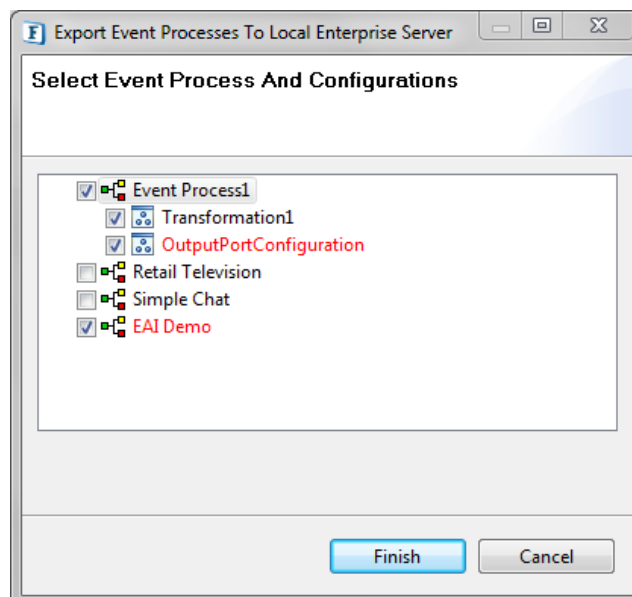 Export Event Processes To Local Enterprise Server
Select Event Process And Configurations
Event Process1
Transformation1
OutputPortConfiguration
Retail Television
Simple Chat
EAI Demo
Finish
Cancel